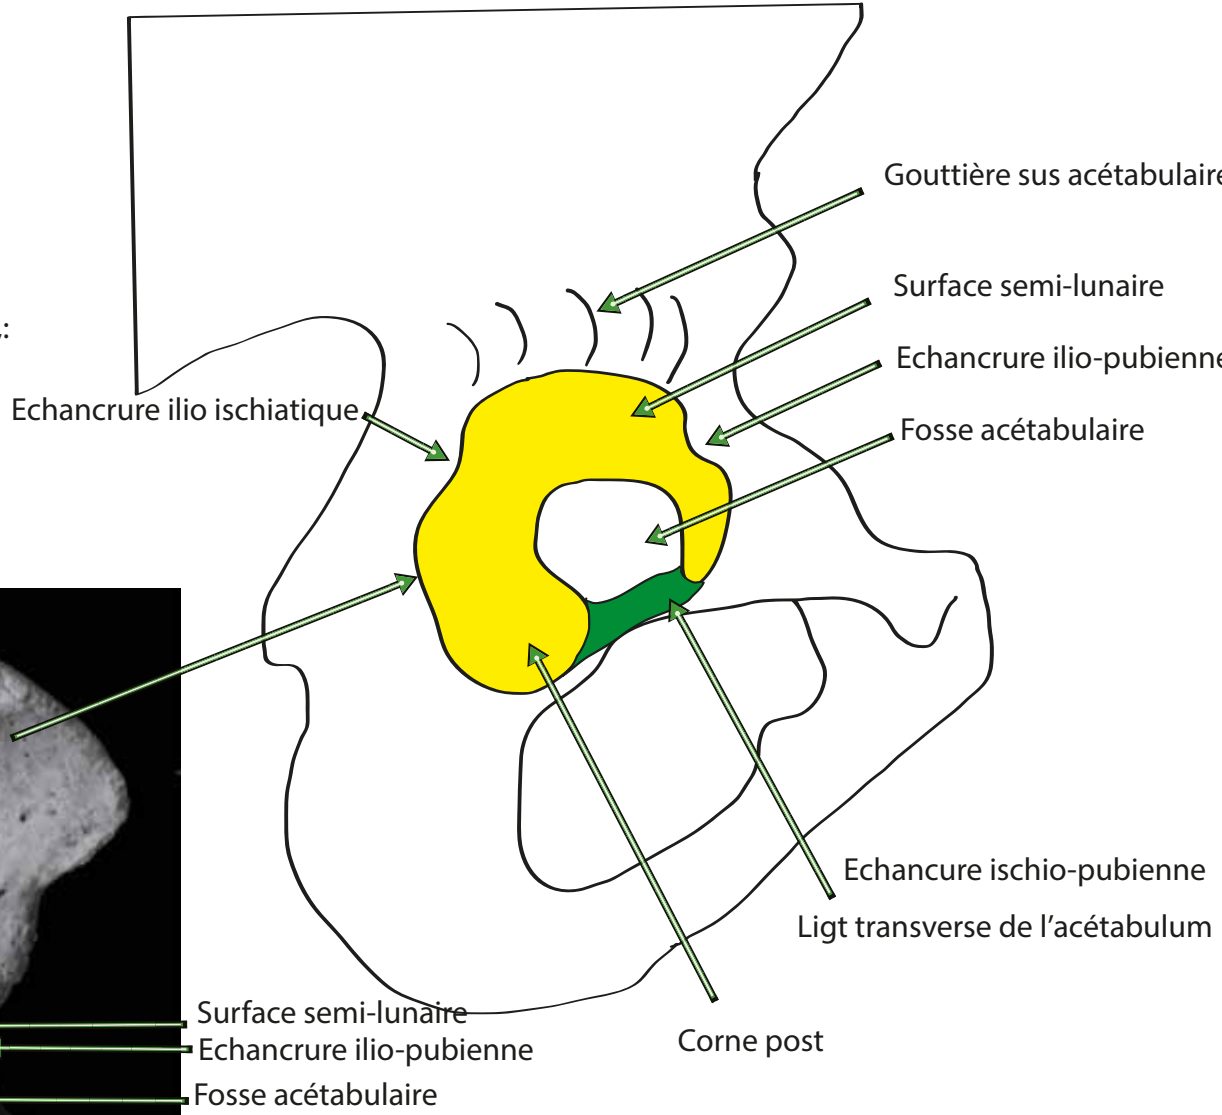 Gouttière sus acétabulaire
Surface semi-lunaire
:
Echancrure ilio-pubienne
Echancrure ilio ischiatique
Fosse acétabulaire
Echancure ischio-pubienne
Ligt transverse de l’acétabulum
Surface semi-lunaire
Corne post
Echancrure ilio-pubienne
Fosse acétabulaire